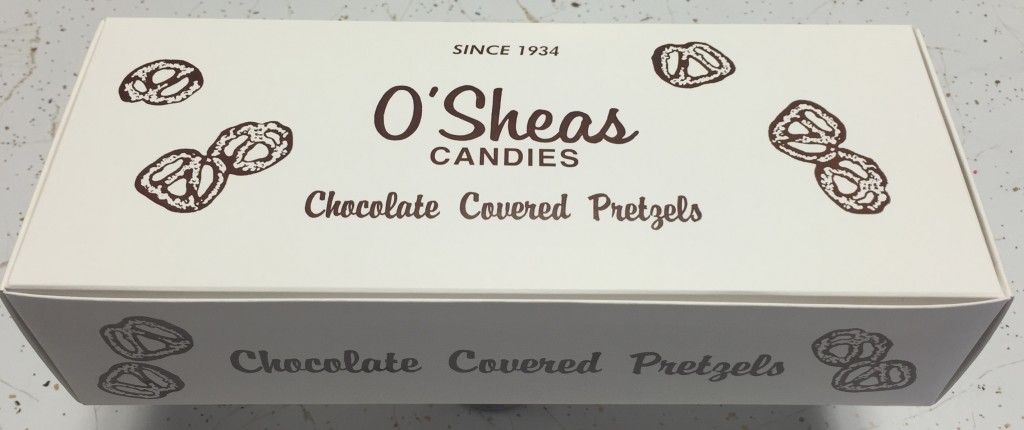 SINCE 1934
O'Sheas
CANDIES
Chocolate Covered Pretzels
Chocolate Covered Pretzels